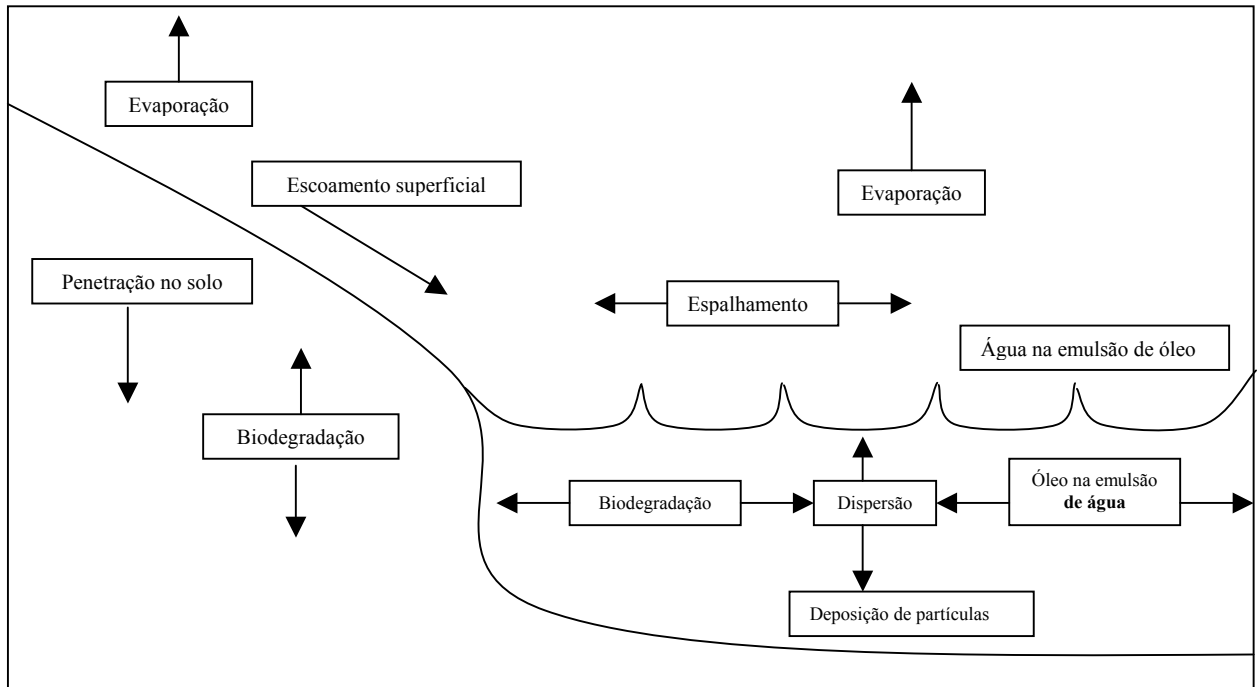 Evaporação
Escoamento superficial
Evaporação
Penetração no solo
Espalhamento
Água na emulsão de óleo
Biodegradação
Biodegradação
Dispersão
Óleo na emulsão
de água
Deposição de partículas